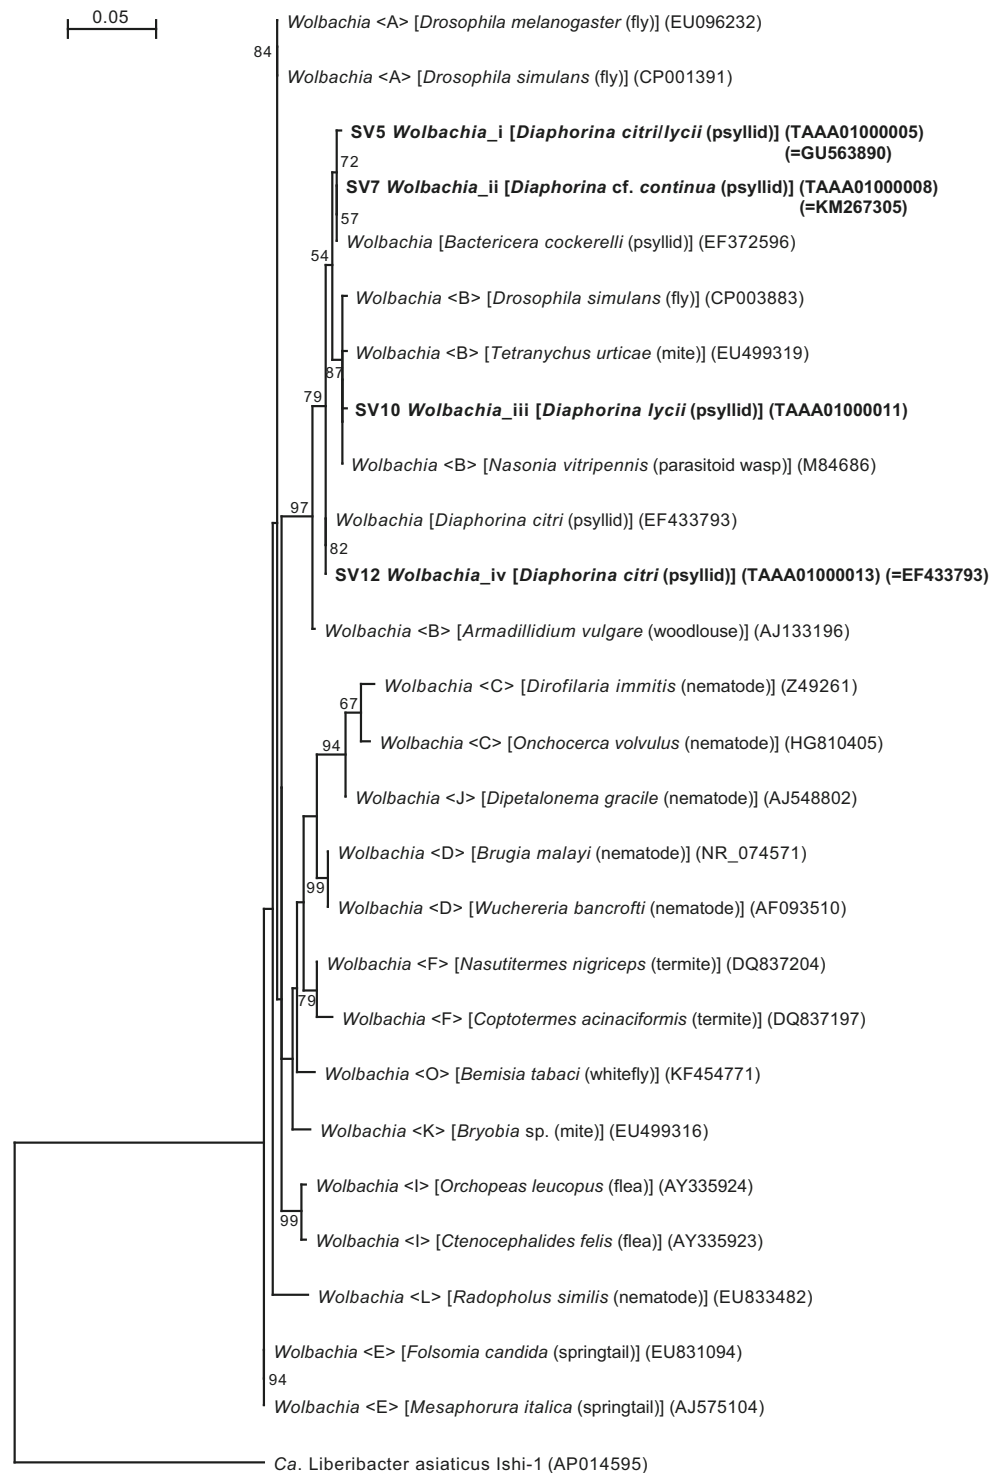 0.05
Wolbachia <A> [Drosophila melanogaster (fly)] (EU096232)
84
Wolbachia <A> [Drosophila simulans (fly)] (CP001391)
SV5 Wolbachia_i [Diaphorina citri/lycii (psyllid)] (TAAA01000005)
(=GU563890)
72
SV7 Wolbachia_ii [Diaphorina cf. continua (psyllid)] (TAAA01000008)
(=KM267305)
57
Wolbachia [Bactericera cockerelli (psyllid)] (EF372596)
54
Wolbachia <B> [Drosophila simulans (fly)] (CP003883)
Wolbachia <B> [Tetranychus urticae (mite)] (EU499319)
87
79
SV10 Wolbachia_iii [Diaphorina lycii (psyllid)] (TAAA01000011)
Wolbachia <B> [Nasonia vitripennis (parasitoid wasp)] (M84686)
97
Wolbachia [Diaphorina citri (psyllid)] (EF433793)
82
SV12 Wolbachia_iv [Diaphorina citri (psyllid)] (TAAA01000013) (=EF433793)
Wolbachia <B> [Armadillidium vulgare (woodlouse)] (AJ133196)
Wolbachia <C> [Dirofilaria immitis (nematode)] (Z49261)
67
Wolbachia <C> [Onchocerca volvulus (nematode)] (HG810405)
94
Wolbachia <J> [Dipetalonema gracile (nematode)] (AJ548802)
Wolbachia <D> [Brugia malayi (nematode)] (NR_074571)
99
Wolbachia <D> [Wuchereria bancrofti (nematode)] (AF093510)
Wolbachia <F> [Nasutitermes nigriceps (termite)] (DQ837204)
79
Wolbachia <F> [Coptotermes acinaciformis (termite)] (DQ837197)
Wolbachia <O> [Bemisia tabaci (whitefly)] (KF454771)
Wolbachia <K> [Bryobia sp. (mite)] (EU499316)
Wolbachia <I> [Orchopeas leucopus (flea)] (AY335924)
99
Wolbachia <I> [Ctenocephalides felis (flea)] (AY335923)
Wolbachia <L> [Radopholus similis (nematode)] (EU833482)
Wolbachia <E> [Folsomia candida (springtail)] (EU831094)
94
Wolbachia <E> [Mesaphorura italica (springtail)] (AJ575104)
Ca. Liberibacter asiaticus Ishi-1 (AP014595)